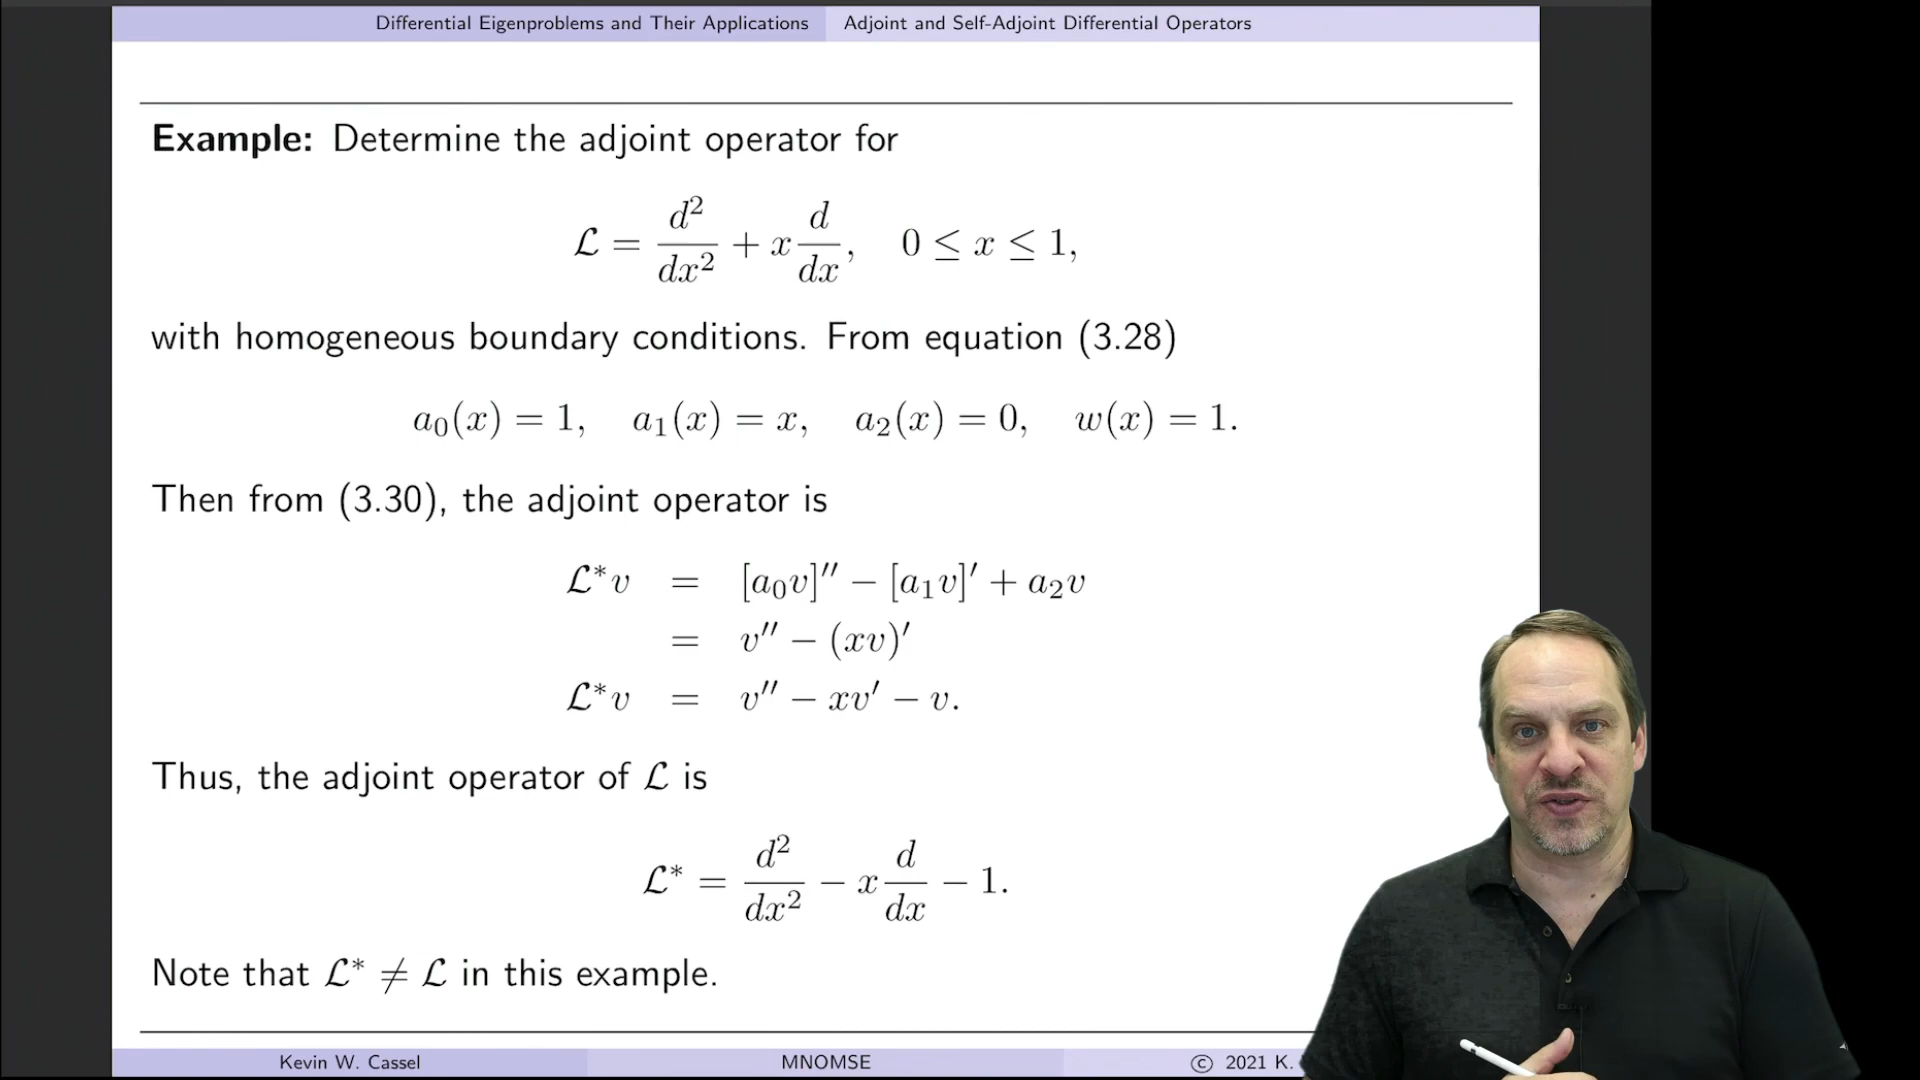 Differential Eigenproblems and Their Applications Adjoint and Self-Adjoint Differential Operators
Example: Determine the adjoint operator for
ℒ = d²/dx² + x d/dx, 0 ≤ x ≤ 1,
with homogeneous boundary conditions. From equation (3.28)
a₀(x) = 1, a₁(x) = x, a₂(x) = 0, w(x) = 1.
Then from (3.30), the adjoint operator is
ℒ*v = [a₀v]″ − [a₁v]′ + a₂v
= v″ − (xv)′
ℒ*v = v″ − xv′ − v.
Thus, the adjoint operator of ℒ is
ℒ* = d²/dx² − x d/dx − 1.
Note that ℒ* ≠ ℒ in this example.
Kevin W. Cassel MNOMSE © 2021 K.